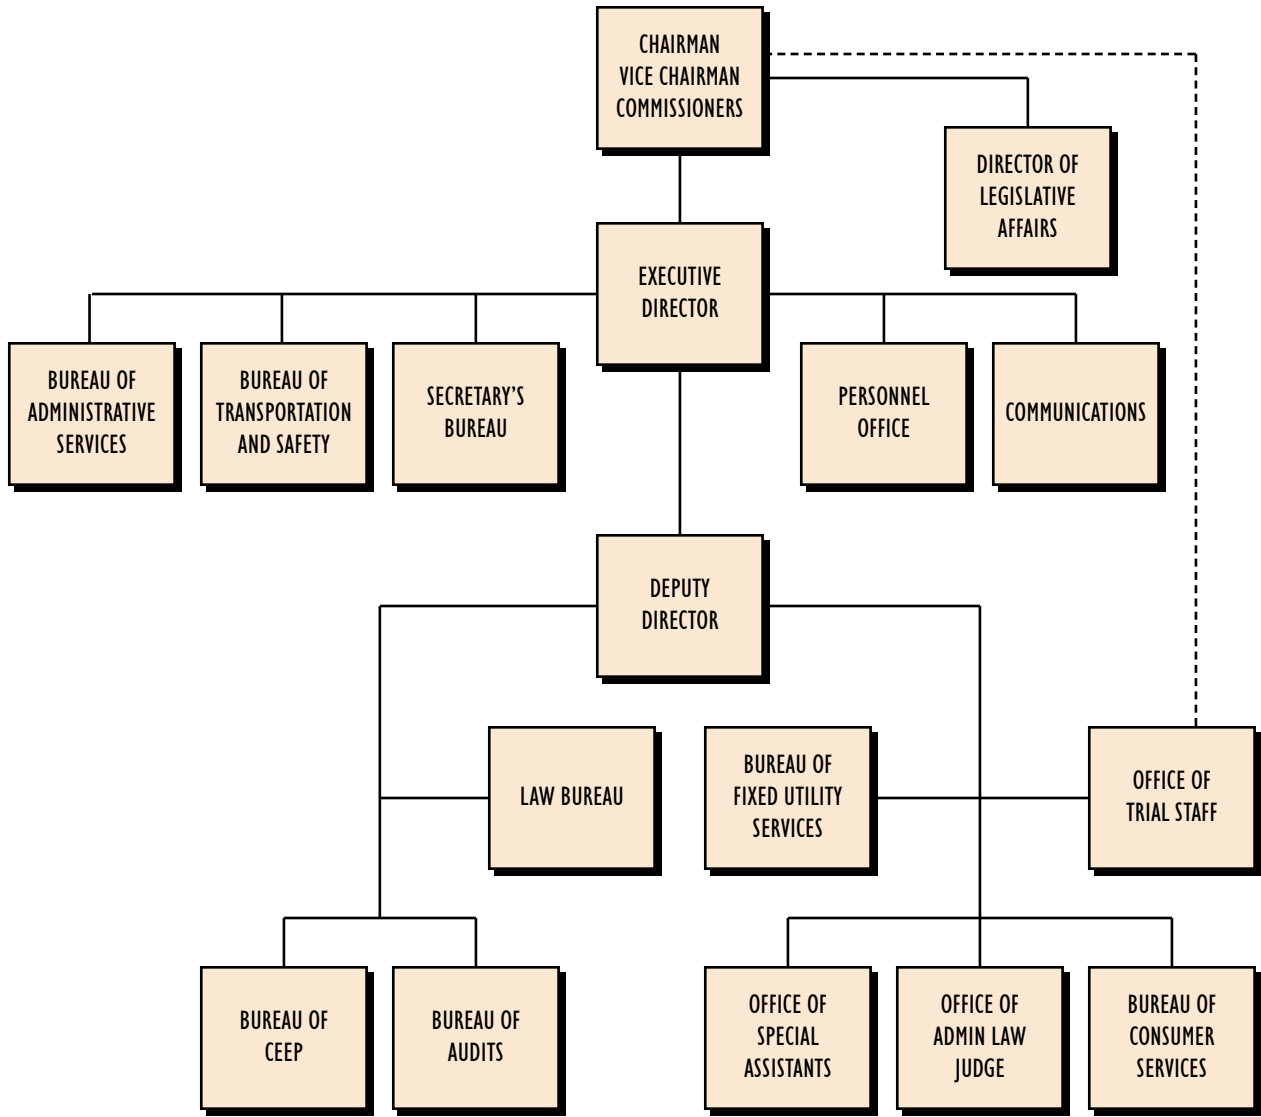 CHAIRMAN
VICE CHAIRMAN
COMMISSIONERS
DIRECTOR OF
LEGISLATIVE
AFFAIRS
EXECUTIVE
DIRECTOR
BUREAU OF
ADMINISTRATIVE
SERVICES
BUREAU OF
TRANSPORTATION
AND SAFETY
SECRETARY’S
BUREAU
PERSONNEL
OFFICE
COMMUNICATIONS
DEPUTY
DIRECTOR
LAW BUREAU
BUREAU OF
FIXED UTILITY
SERVICES
OFFICE OF
TRIAL STAFF
BUREAU OF
CEEP
BUREAU OF
AUDITS
OFFICE OF
SPECIAL
ASSISTANTS
OFFICE OF
ADMIN LAW
JUDGE
BUREAU OF
CONSUMER
SERVICES